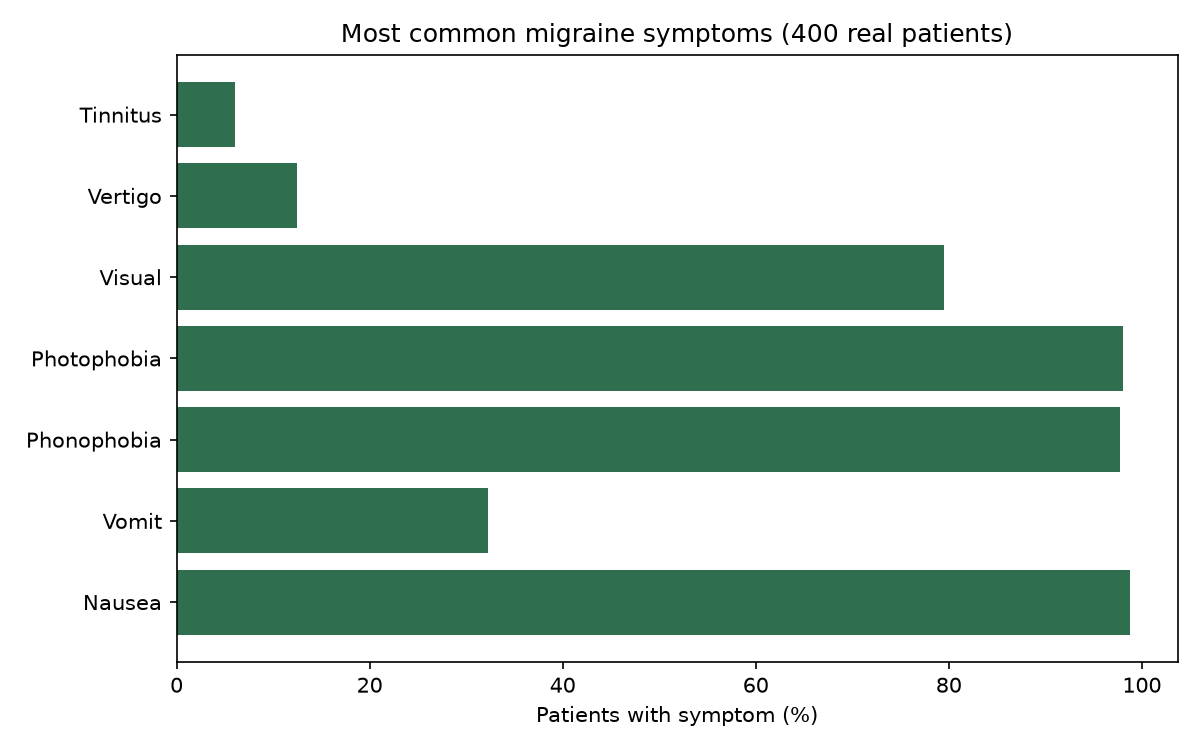 Most common migraine symptoms (400 real patients)
Tinnitus
Vertigo
Visual
Photophobia
Phonophobia
Vomit
Nausea
0 20 40 60 80 100
Patients with symptom (%)